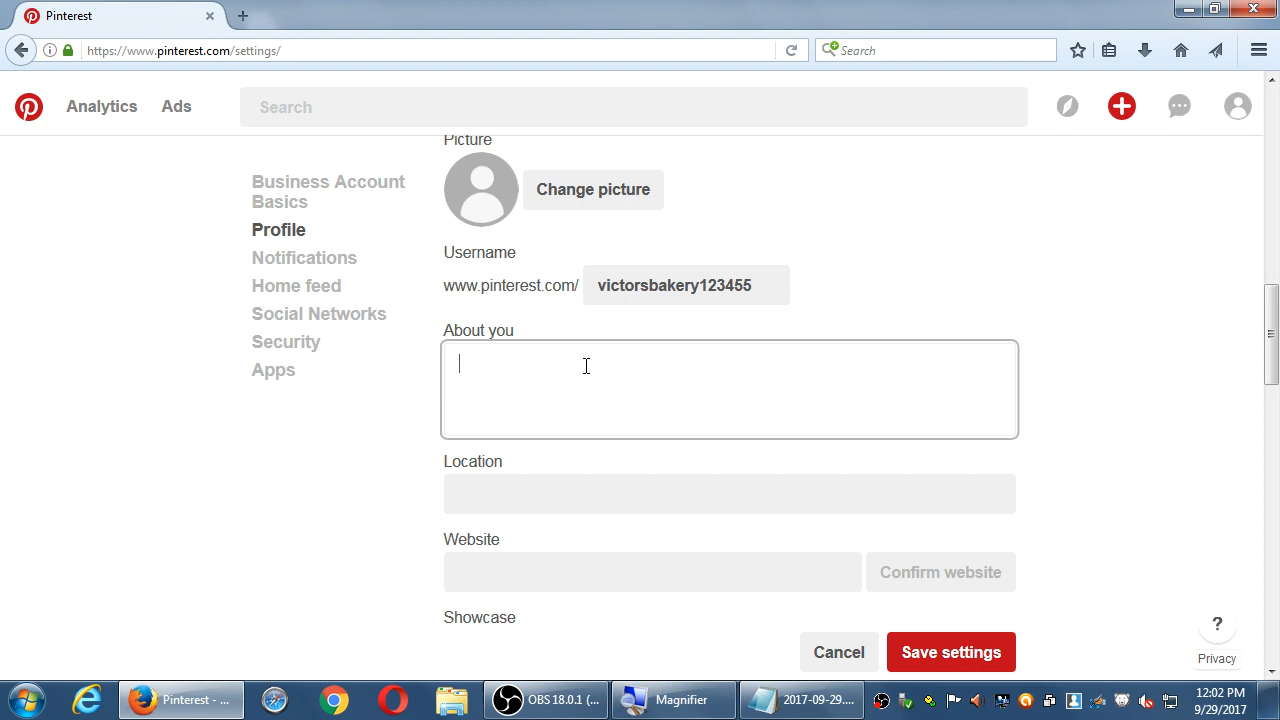 Pinterest
https://www.pinterest.com/settings/
Search
Analytics
Ads
Search
Picture
Change picture
Business Account
Basics
Profile
Notifications
Home feed
Social Networks
Security
Apps
Username
www.pinterest.com/
victorsbakery123455
About you
Location
Website
Confirm website
Showcase
Cancel
Save settings
?
Privacy
Pinterest - ...
OBS 18.0.1 (...
Magnifier
2017-09-29....
12:02 PM
9/29/2017